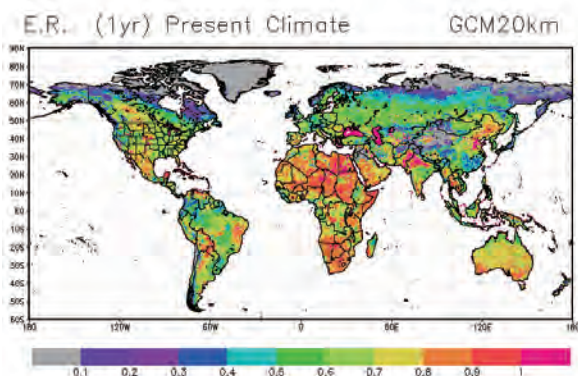 E.R. (1yr) Present Climate GCM20km
90N
80N
70N
60N
50N
40N
30N
20N
10N
EQ
10S
20S
30S
40S
50S
60S
180 120W 60W 0 60E 120E 180
0.1 0.2 0.3 0.4 0.5 0.6 0.7 0.8 0.9 1